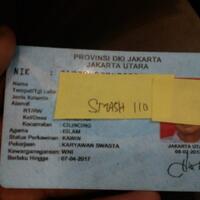 PROVINSI DKI JAKARTA
JAKARTA UTARA
NIK
Nama
Tempat/Tgl Lahir
Jenis Kelamin
Alamat
RT/RW
Kel/Desa
Kecamatan : CILINCING
Agama : ISLAM
Status Perkawinan : KAWIN
Pekerjaan : KARYAWAN SWASTA
Kewarganegaraan: WNI
Berlaku Hingga : 07-04-2017
SMASH 110
JAKARTA UT